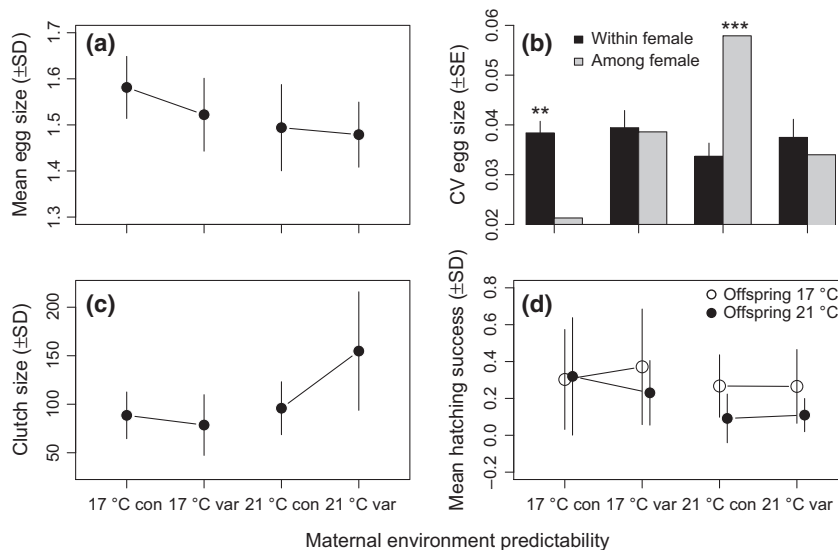 (a)
Mean egg size (±SD)
1.7
1.6
1.5
1.4
1.3
(b)
Within female
Among female
**
***
CV egg size (±SE)
0.06
0.05
0.04
0.03
0.02
(c)
Clutch size (±SD)
200
150
100
50
17 °C con 17 °C var 21 °C con 21 °C var
(d)
Offspring 17 °C
Offspring 21 °C
Mean hatching success (±SD)
0.8
0.6
0.4
0.2
0.0
−0.2
17 °C con 17 °C var 21 °C con 21 °C var
Maternal environment predictability